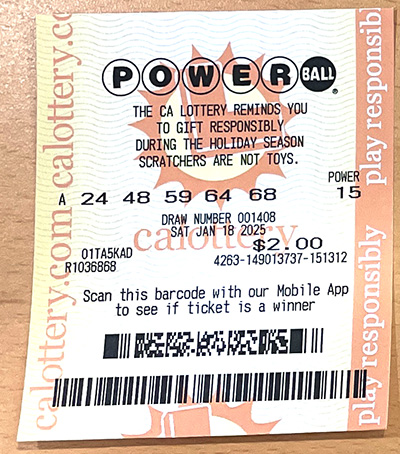 POWERBALL®
THE CA LOTTERY REMINDS YOU
TO GIFT RESPONSIBLY
DURING THE HOLIDAY SEASON
SCRATCHERS ARE NOT TOYS.
POWER
A 24 48 59 64 68 15
DRAW NUMBER 001408
SAT JAN 18 2025
calottery
$2.00
01TA5KAD
R1036868
4263-149013737-151312
Scan this barcode with our Mobile App
to see if ticket is a winner
calottery.com calottery.co
play responsibly play responsibl